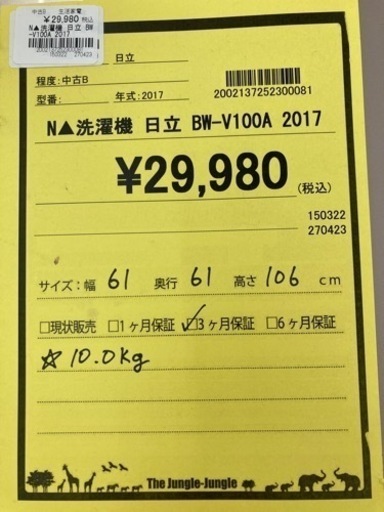 中古B 生活家電
¥29,980 税込
N▲洗濯機 日立 BW
-V100A 2017
2002137252300081
150322 270423
日立
程度:中古B
型番: 年式:2017
2002137252300081
N▲洗濯機 日立 BW-V100A 2017
¥29,980(税込)
150322
270423
サイズ:幅 61 奥行 61 高さ 106 cm
□現状販売 □1ヶ月保証 ☑3ヶ月保証 □6ヶ月保証
☆10.0kg
The Jungle-Jungle